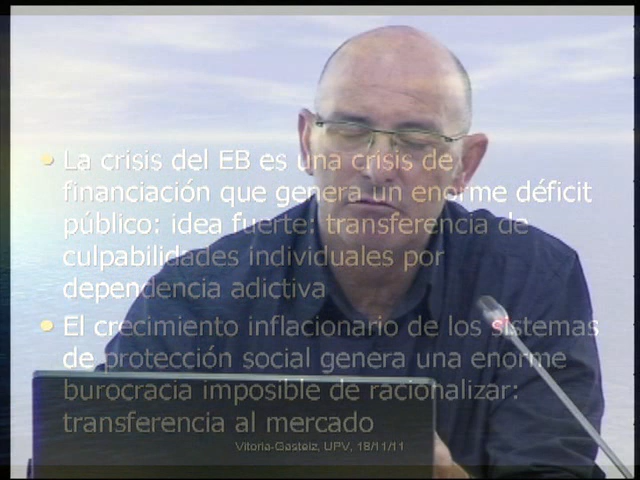 La crisis del EB es una crisis de
financiación que genera un enorme déficit
público: idea fuerte: transferencia de
culpabilidades individuales por
dependencia adictiva
El crecimiento inflacionario de los sistemas
de protección social genera una enorme
burocracia imposible de racionalizar:
transferencia al mercado
Vitoria-Gasteiz, UPV, 18/11/11